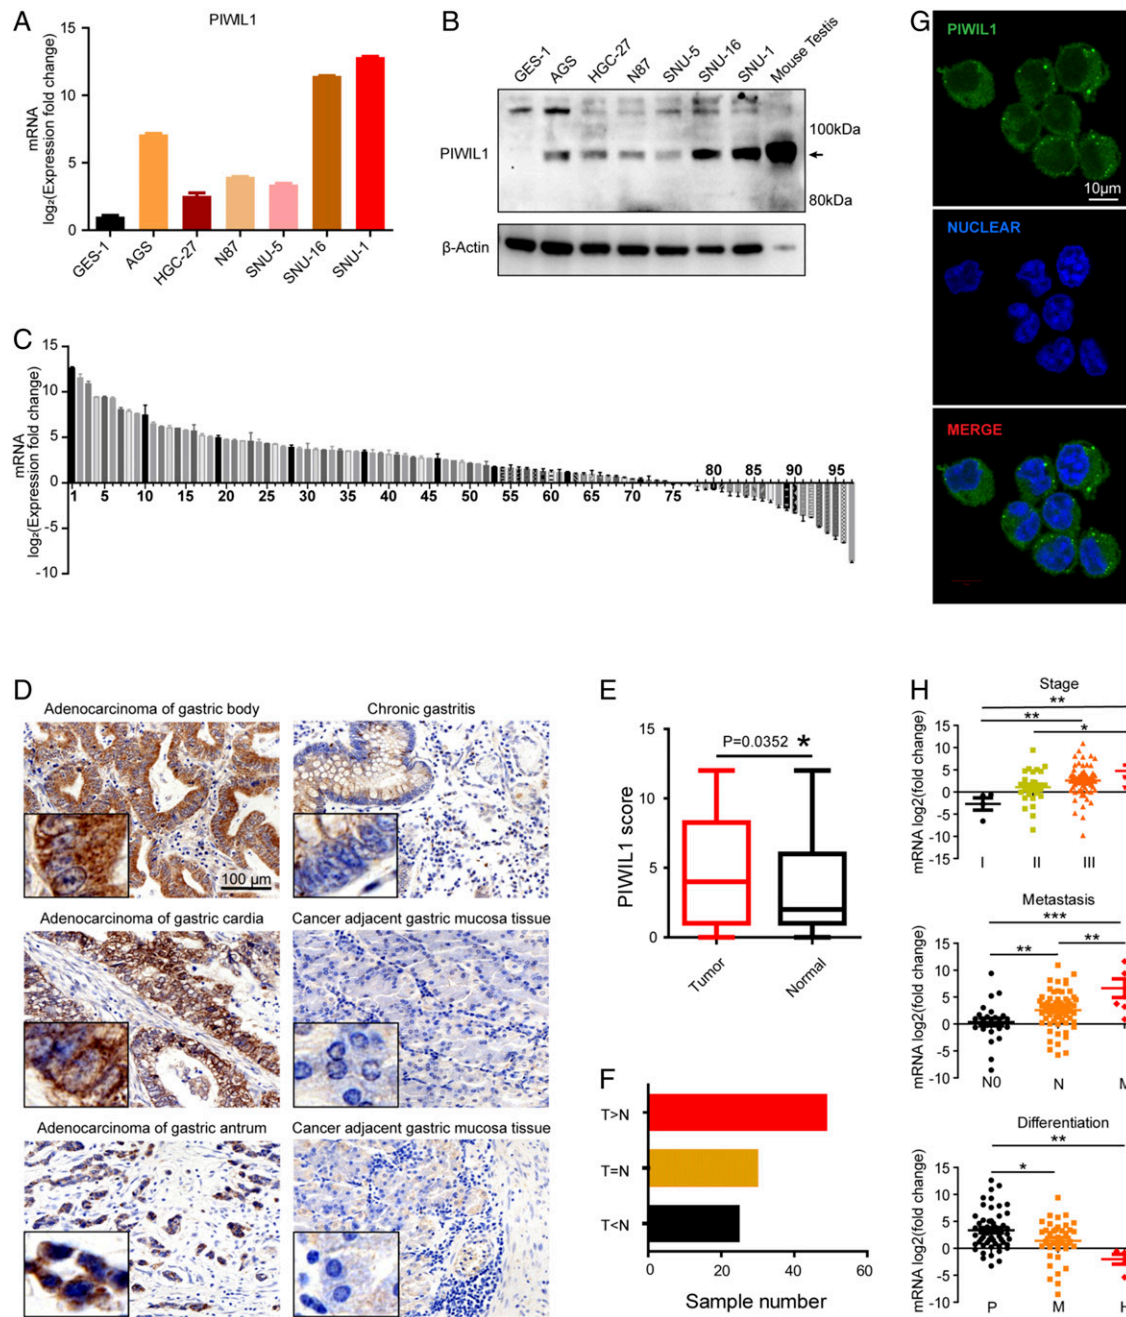 A
PIWIL1
mRNA
log₂(Expression fold change)
15
10
5
0
GES-1
AGS
HGC-27
N87
SNU-5
SNU-16
SNU-1
B
GES-1
AGS
HGC-27
N87
SNU-5
SNU-16
SNU-1
Mouse Testis
PIWIL1
100kDa
80kDa
β-Actin
C
mRNA
log₂(Expression fold change)
15
10
5
0
-5
-10
1 5 10 15 20 25 30 35 40 45 50 55 60 65 70 75 80 85 90 95
D
Adenocarcinoma of gastric body
Chronic gastritis
100 µm
Adenocarcinoma of gastric cardia
Cancer adjacent gastric mucosa tissue
Adenocarcinoma of gastric antrum
Cancer adjacent gastric mucosa tissue
E
PIWIL1 score
15
10
5
0
P=0.0352 *
Tumor
Normal
F
T>N
T=N
T<N
0 20 40 60
Sample number
G
PIWIL1
10µm
NUCLEAR
MERGE
H
Stage
**
**
*
mRNA log2(fold change)
15
10
5
0
-5
-10
-15
I II III
Metastasis
***
**
**
mRNA log2(fold change)
15
10
5
0
-5
-10
N0 N M
Differentiation
**
*
mRNA log2(fold change)
15
10
5
0
-5
-10
P M H